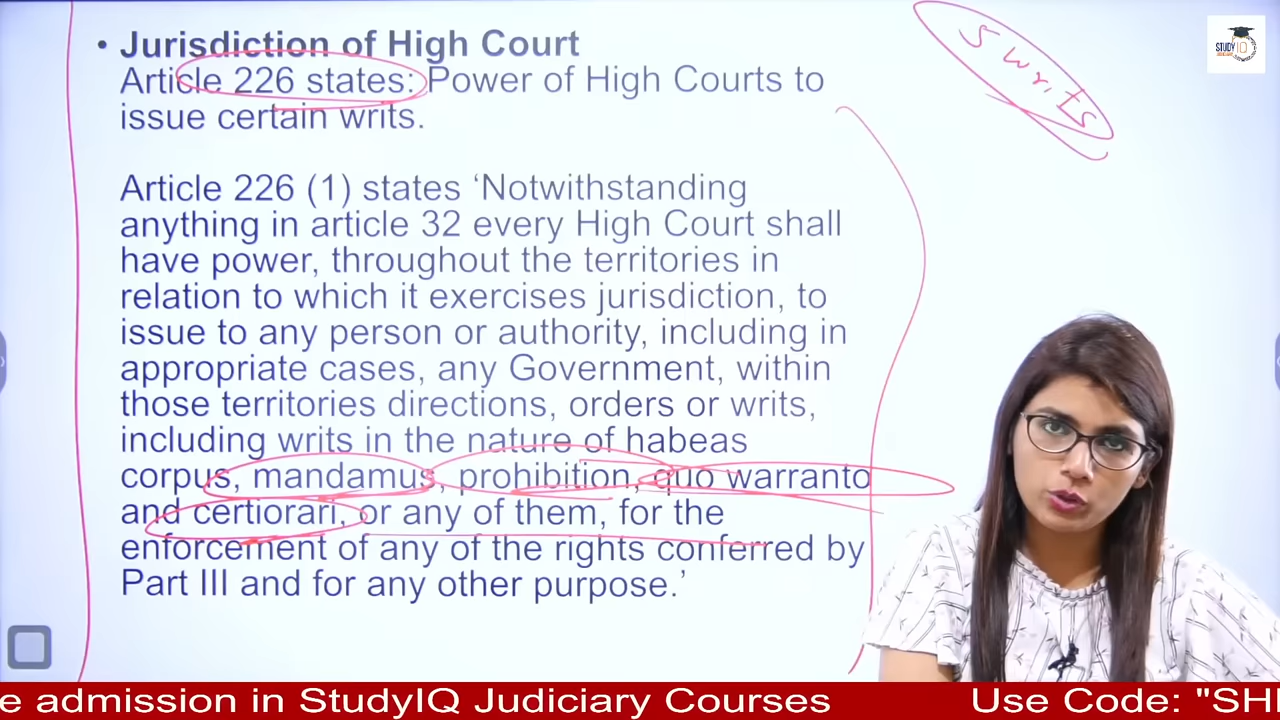 • Jurisdiction of High Court
Article 226 states: Power of High Courts to
issue certain writs.
Article 226 (1) states ‘Notwithstanding
anything in article 32 every High Court shall
have power, throughout the territories in
relation to which it exercises jurisdiction, to
issue to any person or authority, including in
appropriate cases, any Government, within
those territories directions, orders or writs,
including writs in the nature of habeas
corpus, mandamus, prohibition, quo warranto
and certiorari, or any of them, for the
enforcement of any of the rights conferred by
Part III and for any other purpose.’
5 writs
STUDY IQ
JUDICIARY
e admission in StudyIQ Judiciary Courses
Use Code: "SHI